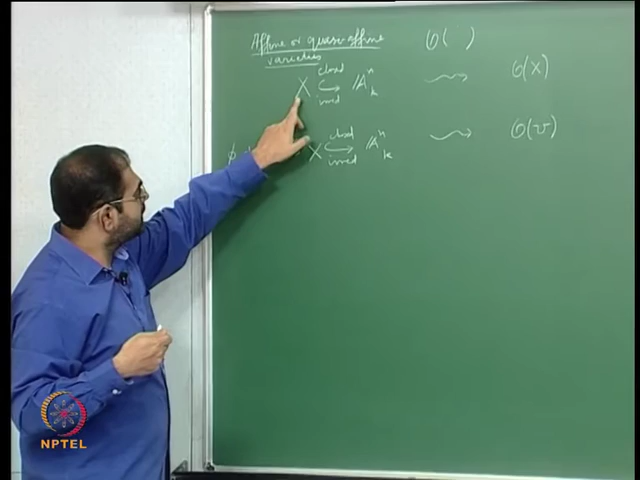 Affine or quasi-affine O( )
varieties
closed
X ↪ 𝔸ⁿₖ ⇝ O(X)
irred
closed
X ↪ 𝔸ⁿₖ ⇝ O(U)
irred
NPTEL